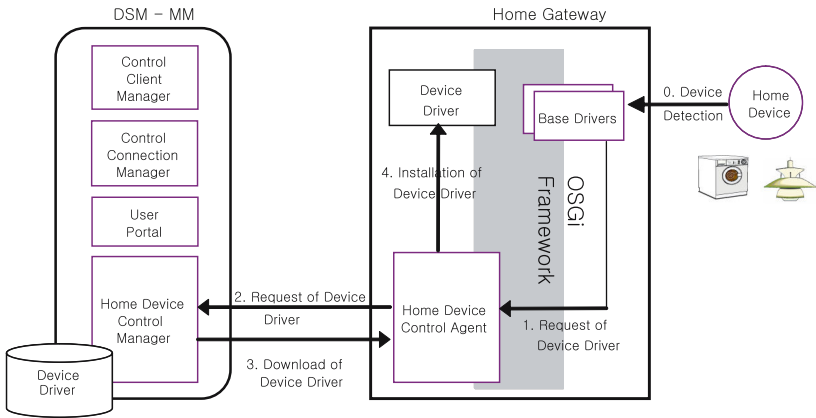 DSM - MM
Home Gateway
Control
Client
Manager
Control
Connection
Manager
User
Portal
Home Device
Control
Manager
Device
Driver
Device
Driver
Base Drivers
0. Device
Detection
Home
Device
4. Installation of
Device Driver
OSGi
Framework
2. Request of Device
Driver
Home Device
Control Agent
1. Request of
Device Driver
3. Download of
Device Driver